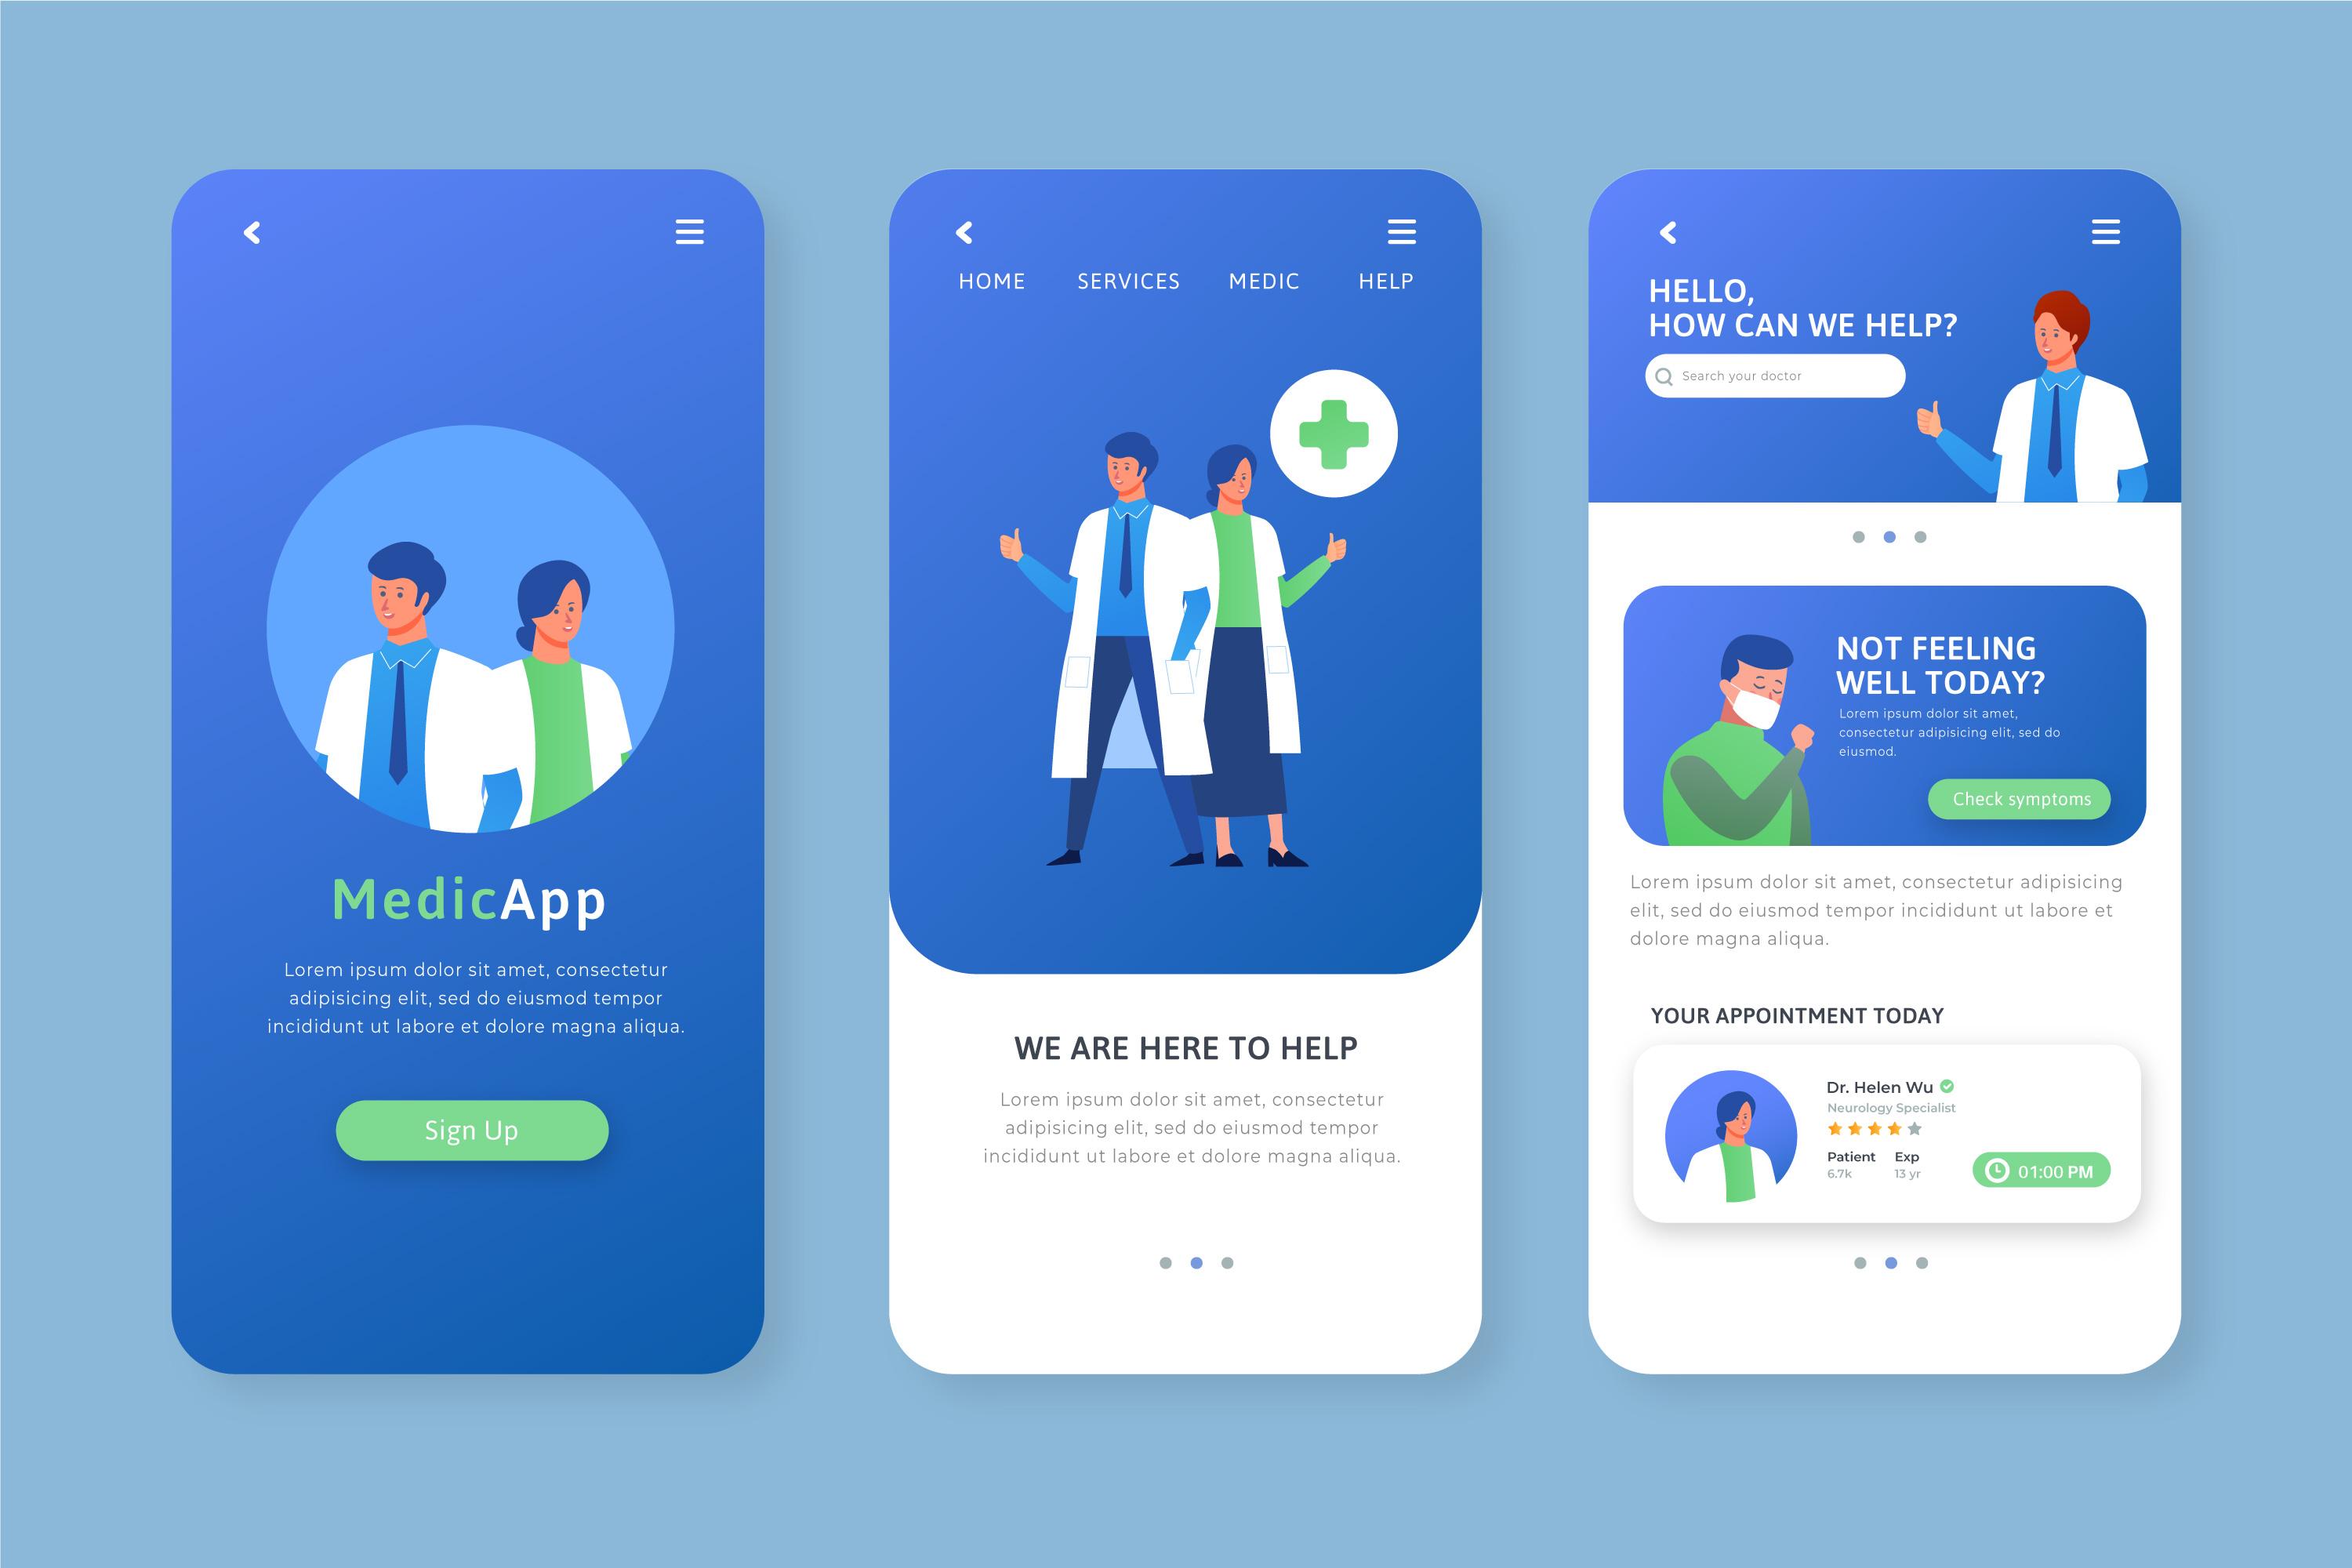 MedicApp
Lorem ipsum dolor sit amet, consectetur
adipisicing elit, sed do eiusmod tempor
incididunt ut labore et dolore magna aliqua.
Sign Up
HOME SERVICES MEDIC HELP
WE ARE HERE TO HELP
Lorem ipsum dolor sit amet, consectetur
adipisicing elit, sed do eiusmod tempor
incididunt ut labore et dolore magna aliqua.
HELLO,
HOW CAN WE HELP?
Search your doctor
NOT FEELING
WELL TODAY?
Lorem ipsum dolor sit amet,
consectetur adipisicing elit, sed do
eiusmod.
Check symptoms
Lorem ipsum dolor sit amet, consectetur adipisicing
elit, sed do eiusmod tempor incididunt ut labore et
dolore magna aliqua.
YOUR APPOINTMENT TODAY
Dr. Helen Wu
Neurology Specialist
Patient Exp
6.7k 13 yr
01:00 PM